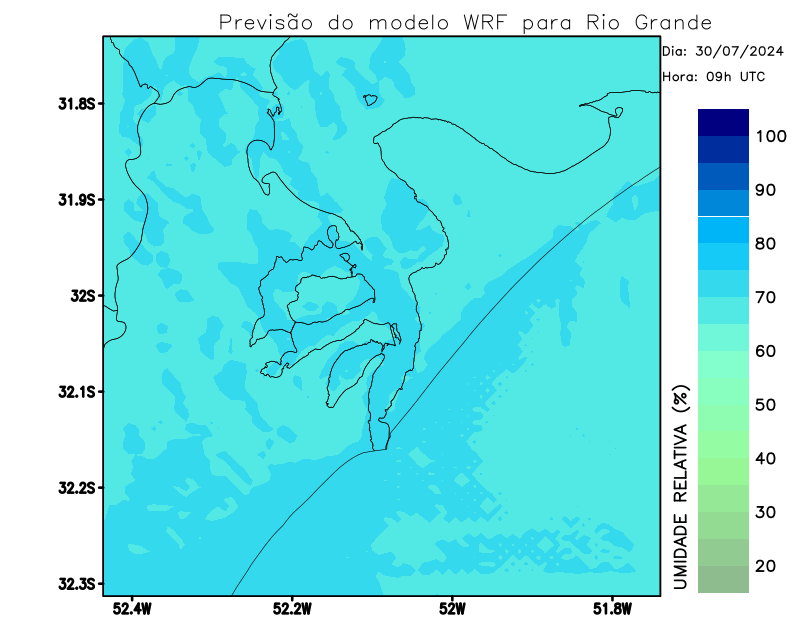 Previsão do modelo WRF para Rio Grande
Dia: 30/07/2024
Hora: 09h UTC
31.8S
31.9S
32S
32.1S
32.2S
32.3S
52.4W
52.2W
52W
51.8W
100
90
80
70
60
50
40
30
20
UMIDADE RELATIVA (%)